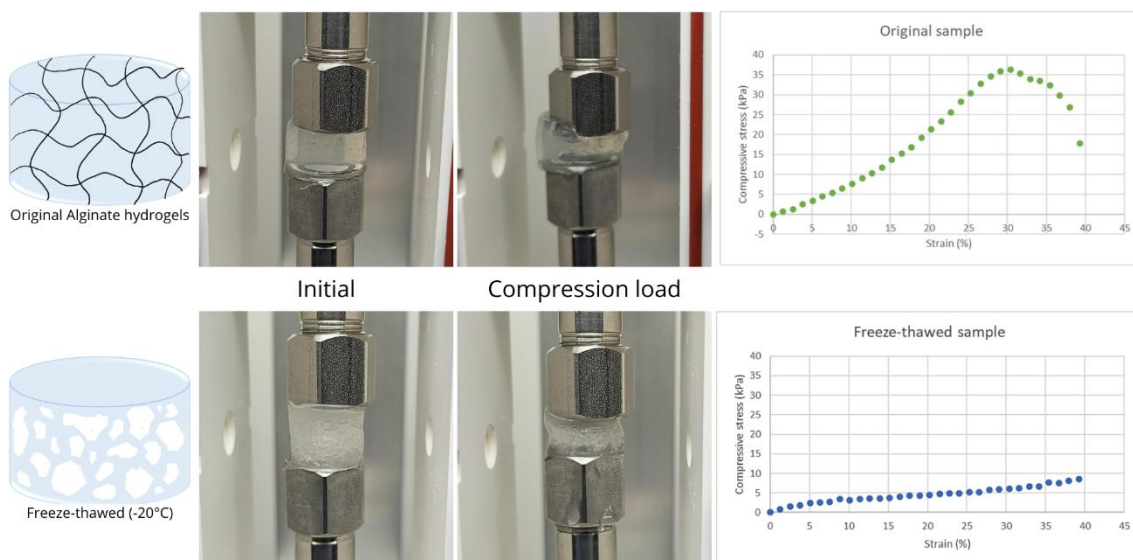 Original Alginate hydrogels
Initial
Compression load
Original sample
Compressive stress (kPa)
40
35
30
25
20
15
10
5
0
-5
0 5 10 15 20 25 30 35 40 45
Strain (%)
Freeze-thawed (-20°C)
Freeze-thawed sample
Compressive stress (kPa)
40
35
30
25
20
15
10
5
0
0 5 10 15 20 25 30 35 40 45
Strain (%)